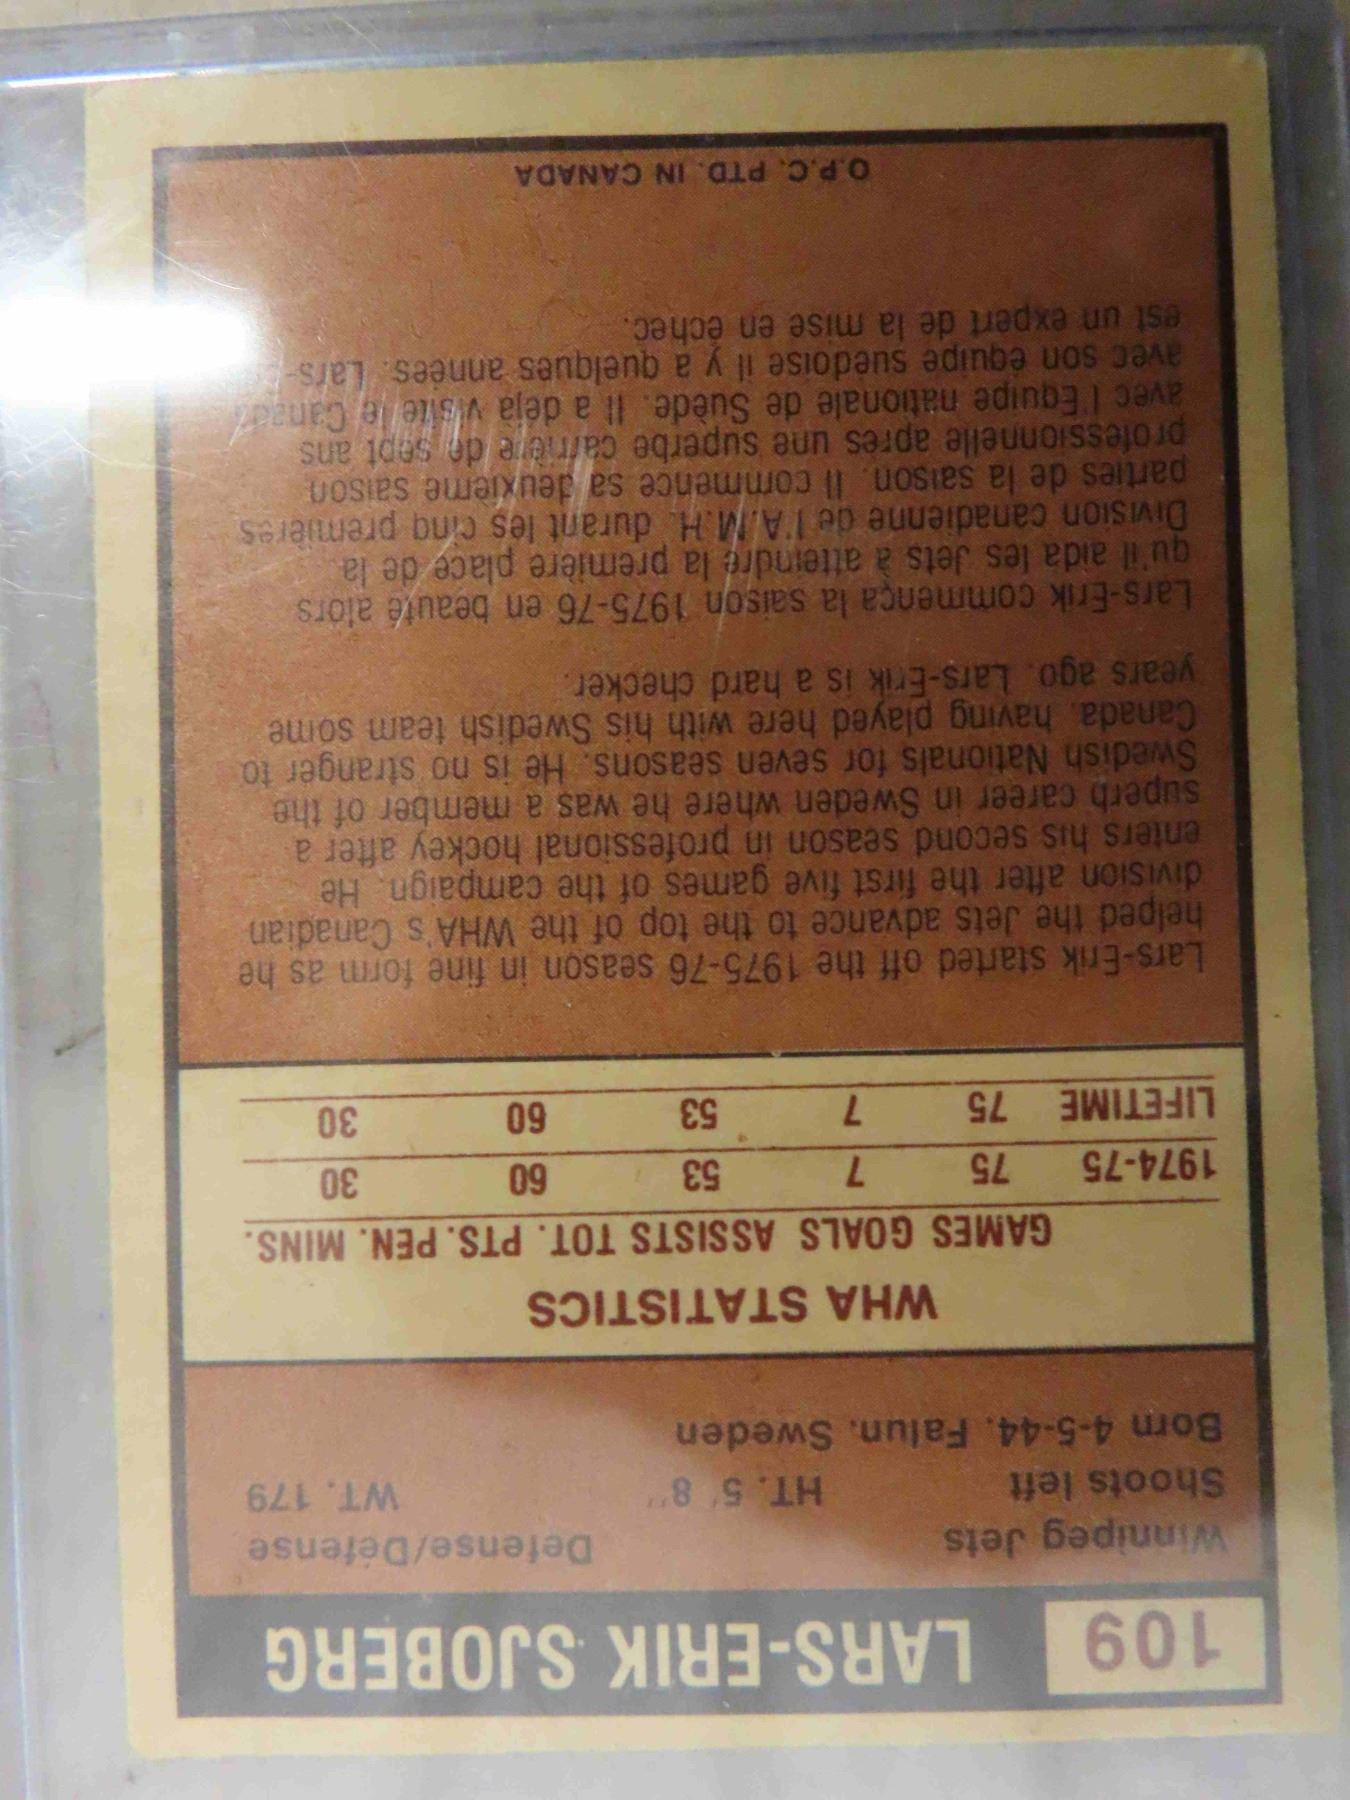 109 LARS-ERIK SJOBERG
Winnipeg Jets Defense/Défense
Shoots left HT. 5' 8" WT. 179
Born 4-5-44, Falun, Sweden
WHA STATISTICS
GAMES GOALS ASSISTS TOT. PTS. PEN. MINS.
1974-75 75 7 53 60 30
LIFETIME 75 7 53 60 30
Lars-Erik started off the 1975-76 season in fine form as he
helped the Jets advance to the top of the WHA's Canadian
division after the first five games of the campaign. He
enters his second season in professional hockey after a
superb career in Sweden where he was a member of the
Swedish Nationals for seven seasons. He is no stranger to
Canada, having played here with his Swedish team some
years ago. Lars-Erik is a hard checker.
Lars-Erik commença la saison 1975-76 en beauté alors
qu'il aida les Jets à atteindre la première place de la
Division canadienne de l'A.M.H. durant les cinq premières
parties de la saison. Il commence sa deuxième saison
professionnelle après une superbe carrière de sept ans
avec l'Équipe nationale de Suède. Il a déjà visité le Canada
avec son équipe suédoise il y a quelques années. Lars-
est un expert de la mise en échec.
O.P.C. PTD. IN CANADA